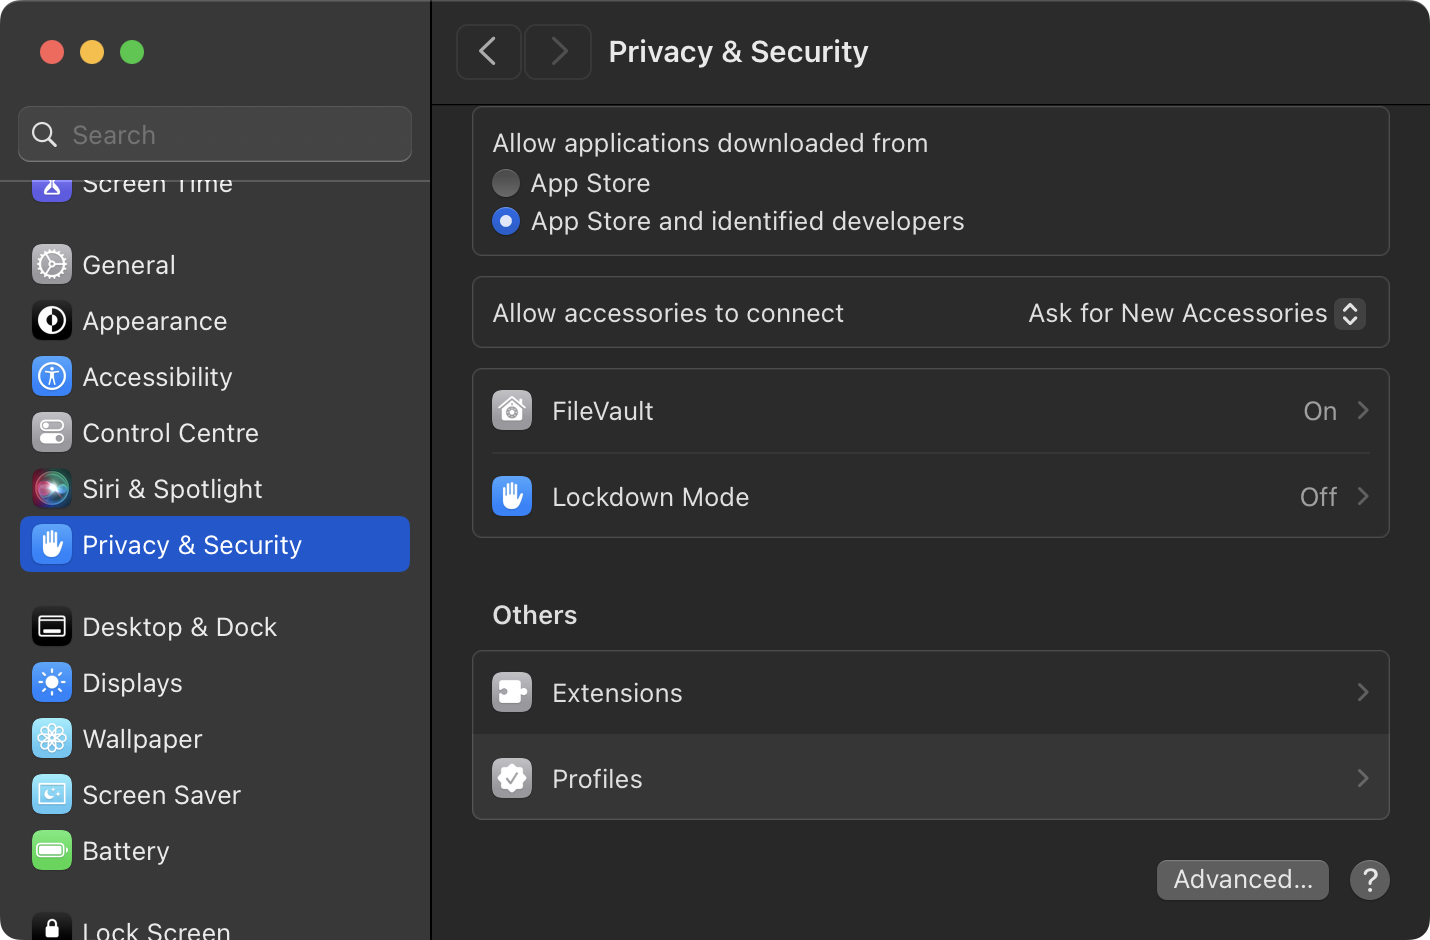 Privacy & Security
Search
Screen Time
General
Appearance
Accessibility
Control Centre
Siri & Spotlight
Privacy & Security
Desktop & Dock
Displays
Wallpaper
Screen Saver
Battery
Lock Screen
Allow applications downloaded from
App Store
App Store and identified developers
Allow accessories to connect Ask for New Accessories
FileVault On
Lockdown Mode Off
Others
Extensions
Profiles
Advanced... ?